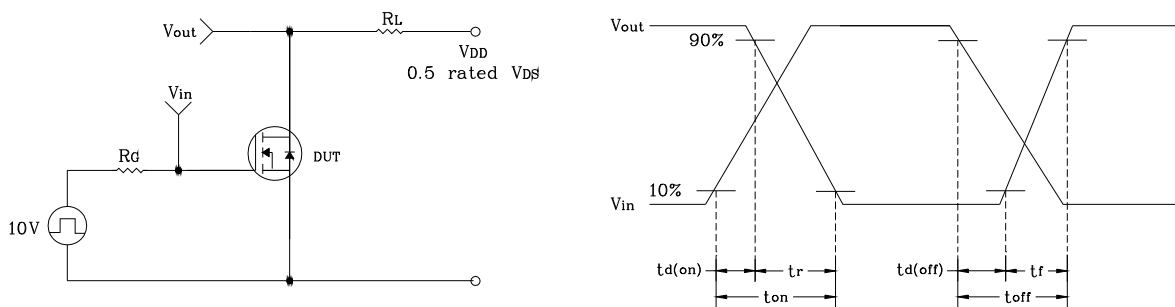 Vout
RL
VDD
0.5 rated VDS
Vin
RG
DUT
10V
Vout
90%
10%
Vin
td(on)
tr
td(off)
tf
ton
toff